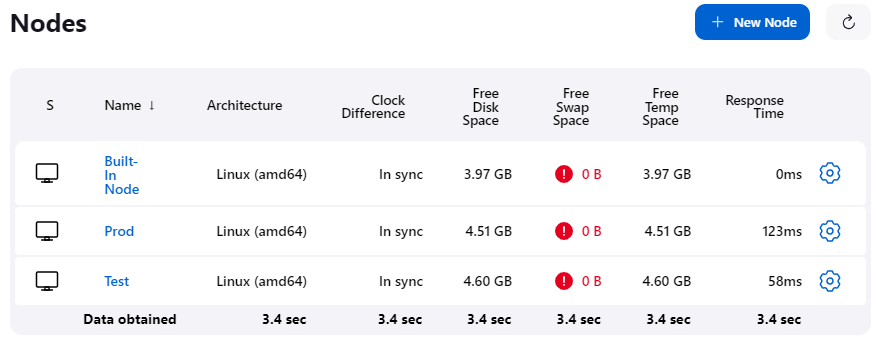 Nodes
+ New Node
S Name ↓ Architecture Clock Difference Free Disk Space Free Swap Space Free Temp Space Response Time
Built-In Node Linux (amd64) In sync 3.97 GB ! 0 B 3.97 GB 0ms
Prod Linux (amd64) In sync 4.51 GB ! 0 B 4.51 GB 123ms
Test Linux (amd64) In sync 4.60 GB ! 0 B 4.60 GB 58ms
Data obtained 3.4 sec 3.4 sec 3.4 sec 3.4 sec 3.4 sec 3.4 sec